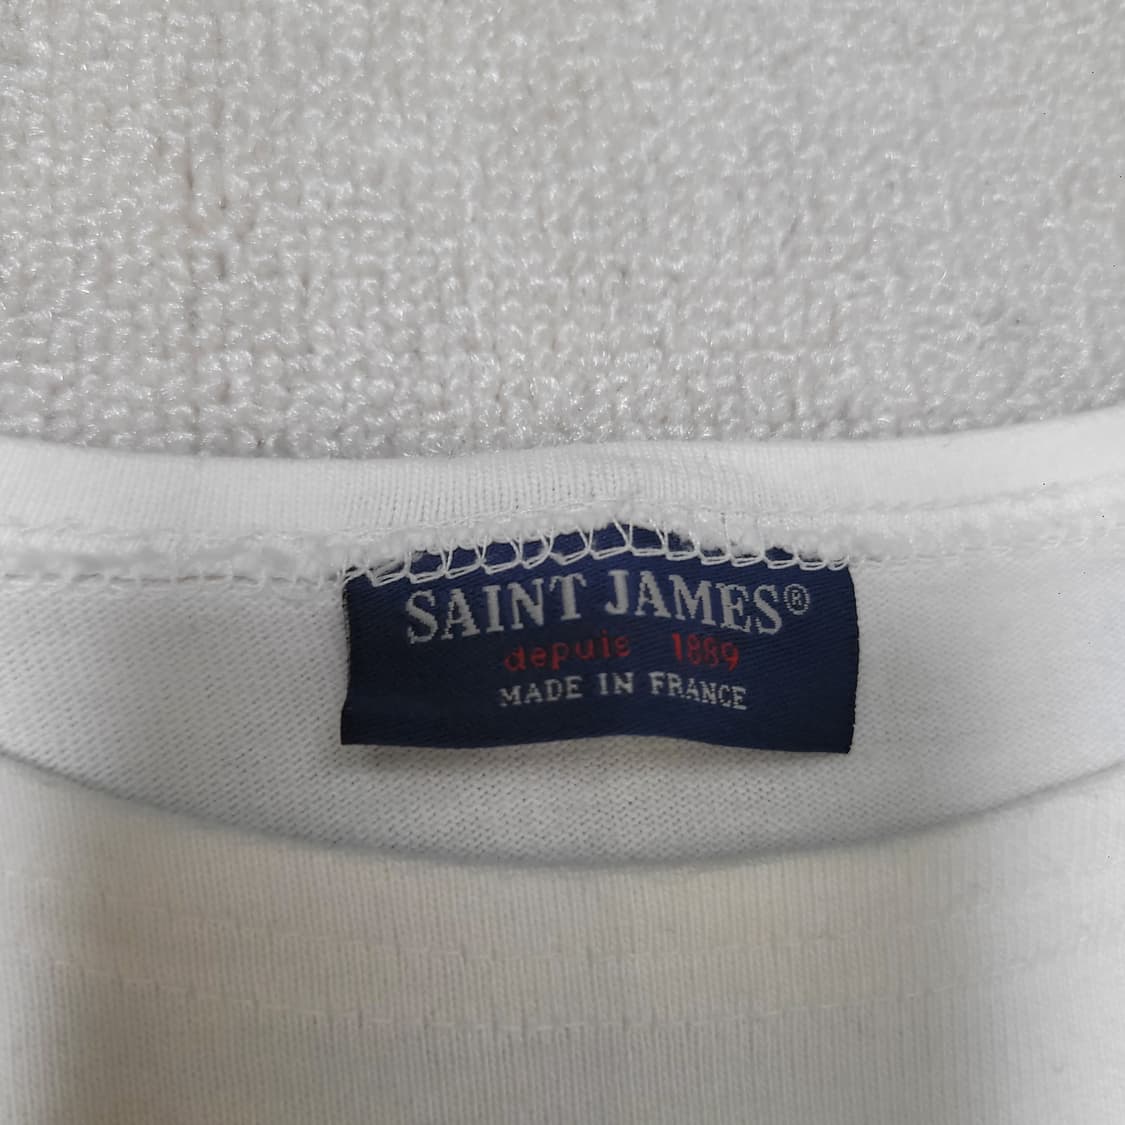 SAINT JAMES®
depuis 1889
MADE IN FRANCE